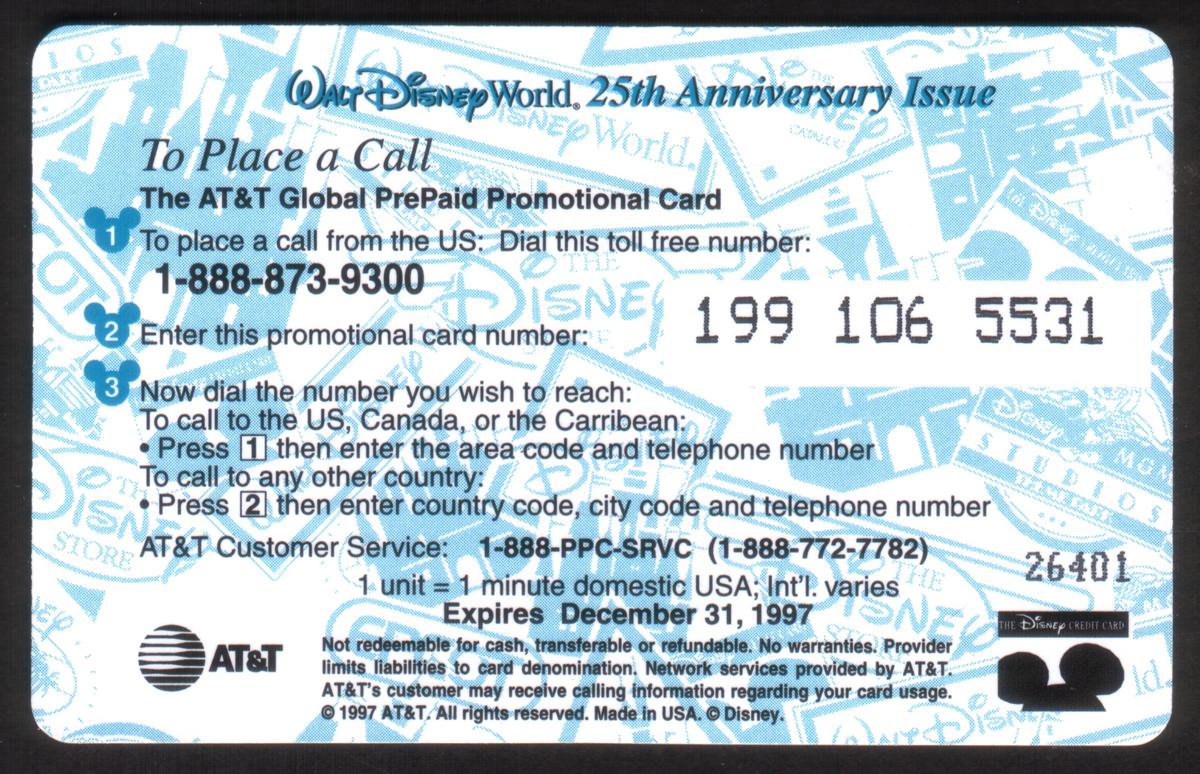 Walt Disney World® 25th Anniversary Issue
To Place a Call
The AT&T Global PrePaid Promotional Card
1 To place a call from the US: Dial this toll free number:
1-888-873-9300
2 Enter this promotional card number: 199 106 5531
3 Now dial the number you wish to reach:
To call to the US, Canada, or the Carribean:
• Press 1 then enter the area code and telephone number
To call to any other country:
• Press 2 then enter country code, city code and telephone number
AT&T Customer Service: 1-888-PPC-SRVC (1-888-772-7782)
26401
1 unit = 1 minute domestic USA; Int'l. varies
Expires December 31, 1997
THE Disney CREDIT CARD
AT&T
Not redeemable for cash, transferable or refundable. No warranties. Provider
limits liabilities to card denomination. Network services provided by AT&T.
AT&T's customer may receive calling information regarding your card usage.
© 1997 AT&T. All rights reserved. Made in USA. © Disney.